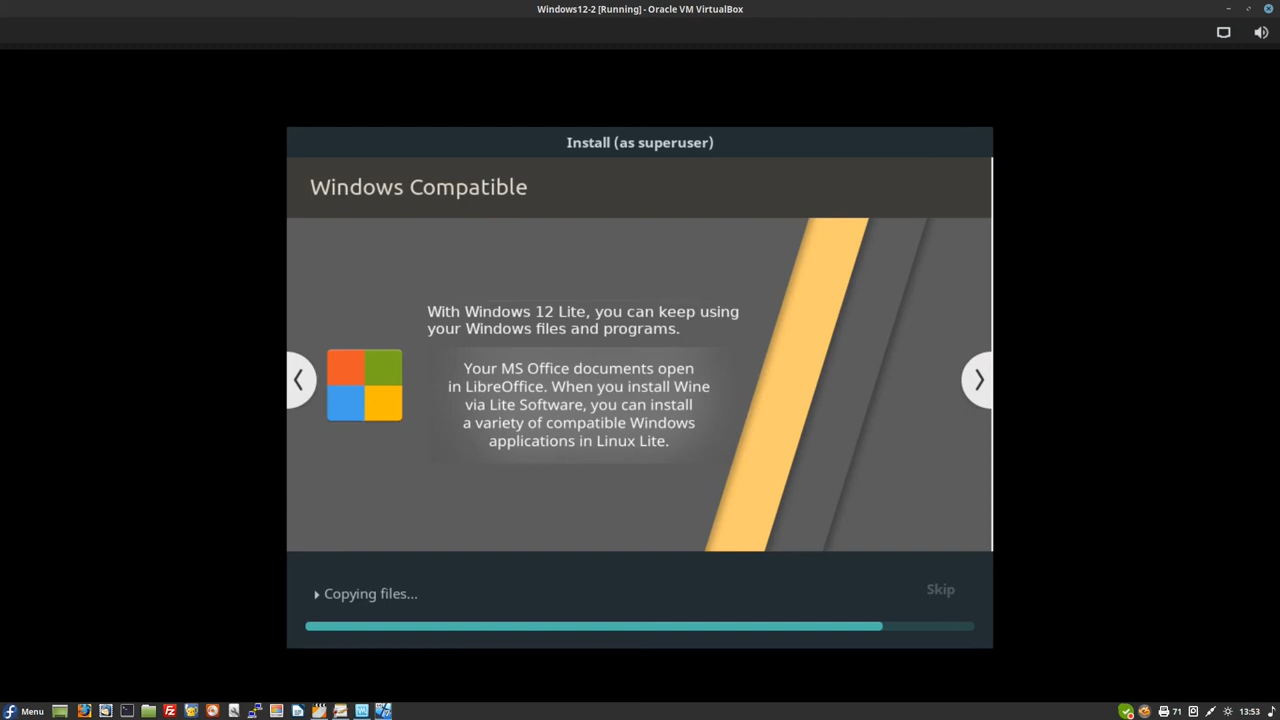 Windows12-2 [Running] - Oracle VM VirtualBox
Install (as superuser)
Windows Compatible
With Windows 12 Lite, you can keep using
your Windows files and programs.
Your MS Office documents open
in LibreOffice. When you install Wine
via Lite Software, you can install
a variety of compatible Windows
applications in Linux Lite.
Copying files...
Skip
Menu
71
13:53